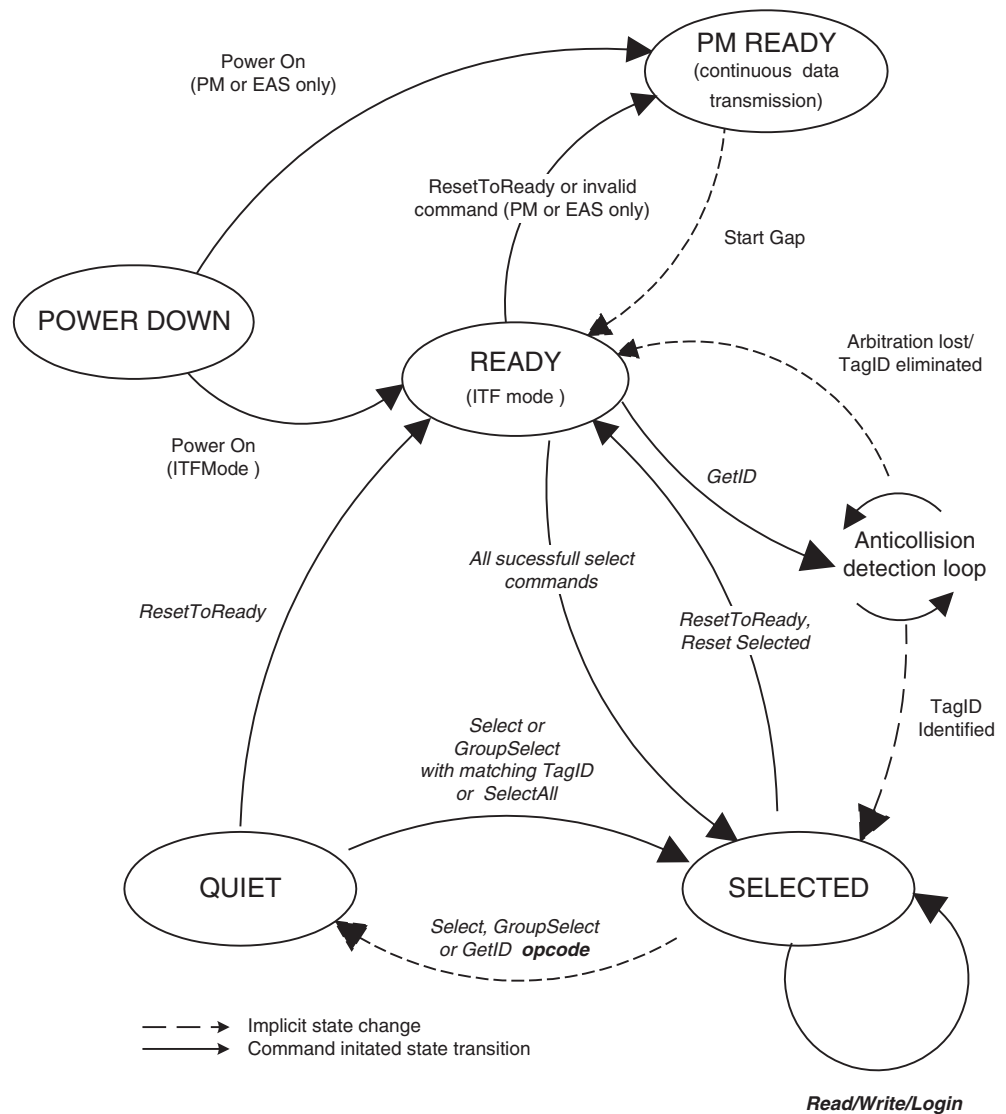 PM READY
(continuous data
transmission)
Power On
(PM or EAS only)
ResetToReady or invalid
command (PM or EAS only)
Start Gap
POWER DOWN
READY
(ITF mode )
Arbitration lost/
TagID eliminated
Power On
(ITFMode )
GetID
Anticollision
detection loop
All sucessfull select
commands
ResetToReady
ResetToReady,
Reset Selected
TagID
Identified
Select or
GroupSelect
with matching TagID
or SelectAll
QUIET
SELECTED
Select, GroupSelect
or GetID opcode
Implicit state change
Command initated state transition
Read/Write/Login